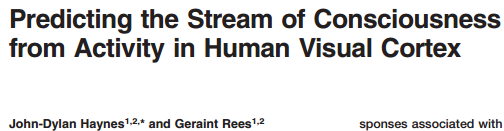 Predicting the Stream of Consciousness
from Activity in Human Visual Cortex
John-Dylan Haynes1,2,* and Geraint Rees1,2
sponses associated with